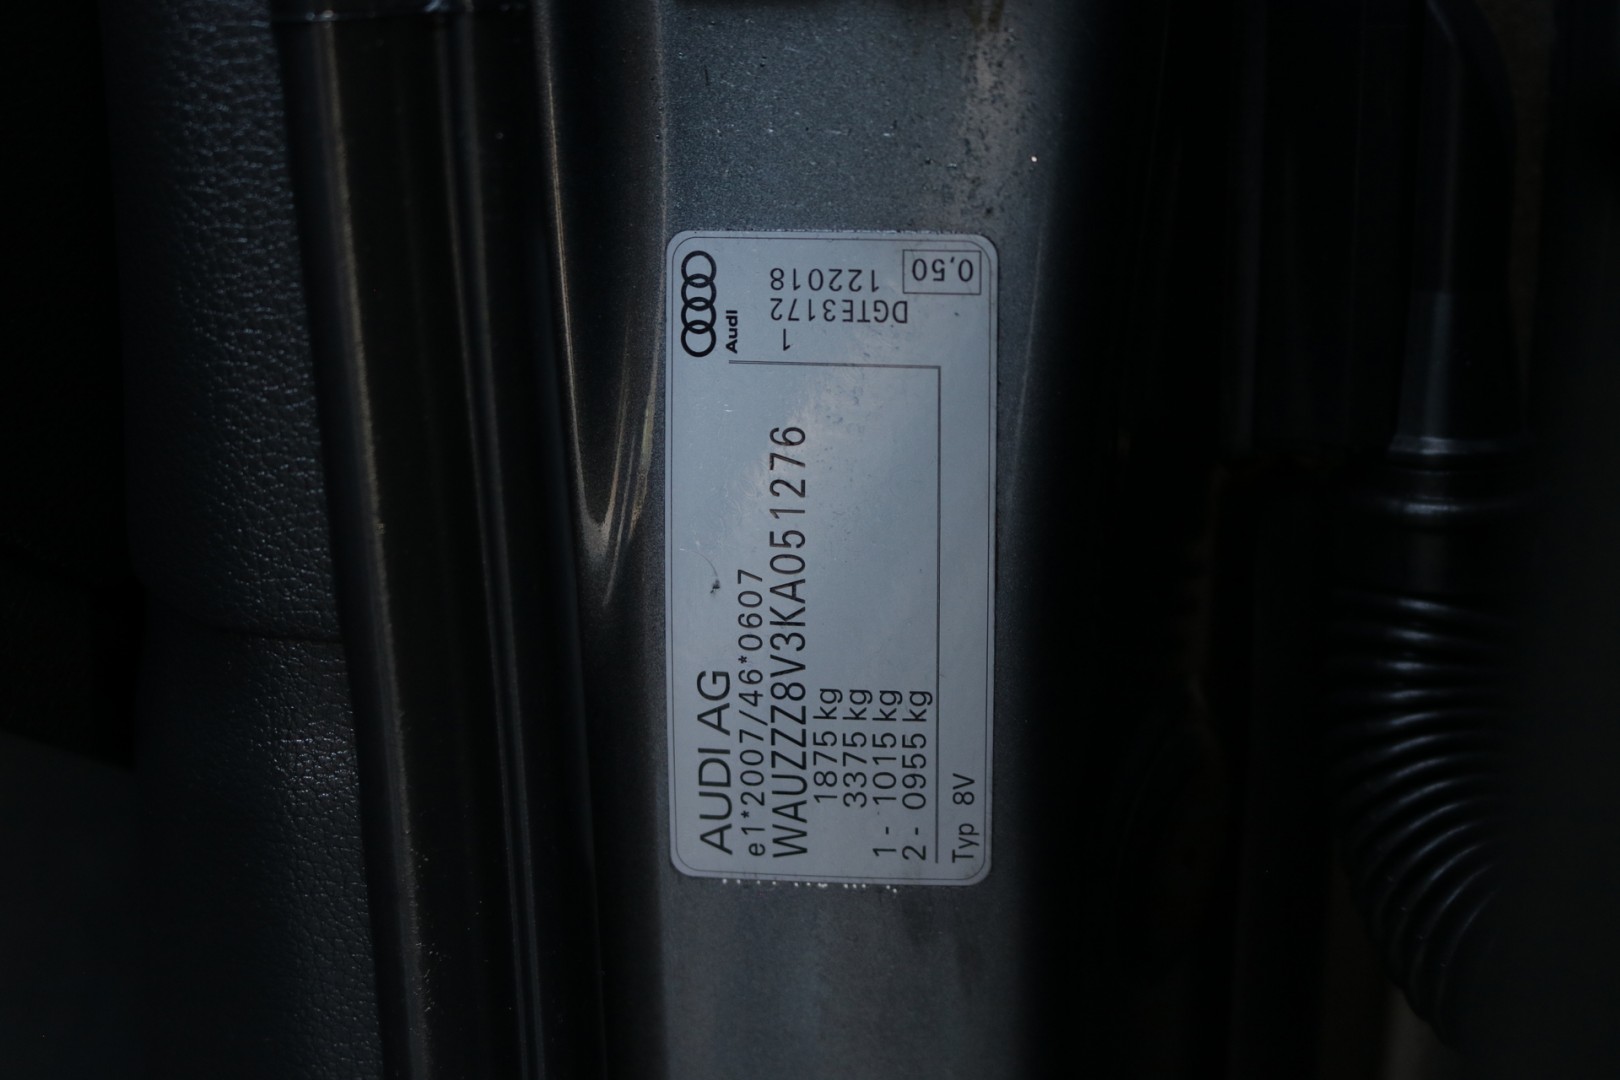 AUDI AG
e1*2007/46*0607
WAUZZZ8V3KA051276
1875 kg
3375 kg
1 - 1015 kg
2 - 0955 kg
Typ 8V
Audi
1
DGTE3172
122018
0,50